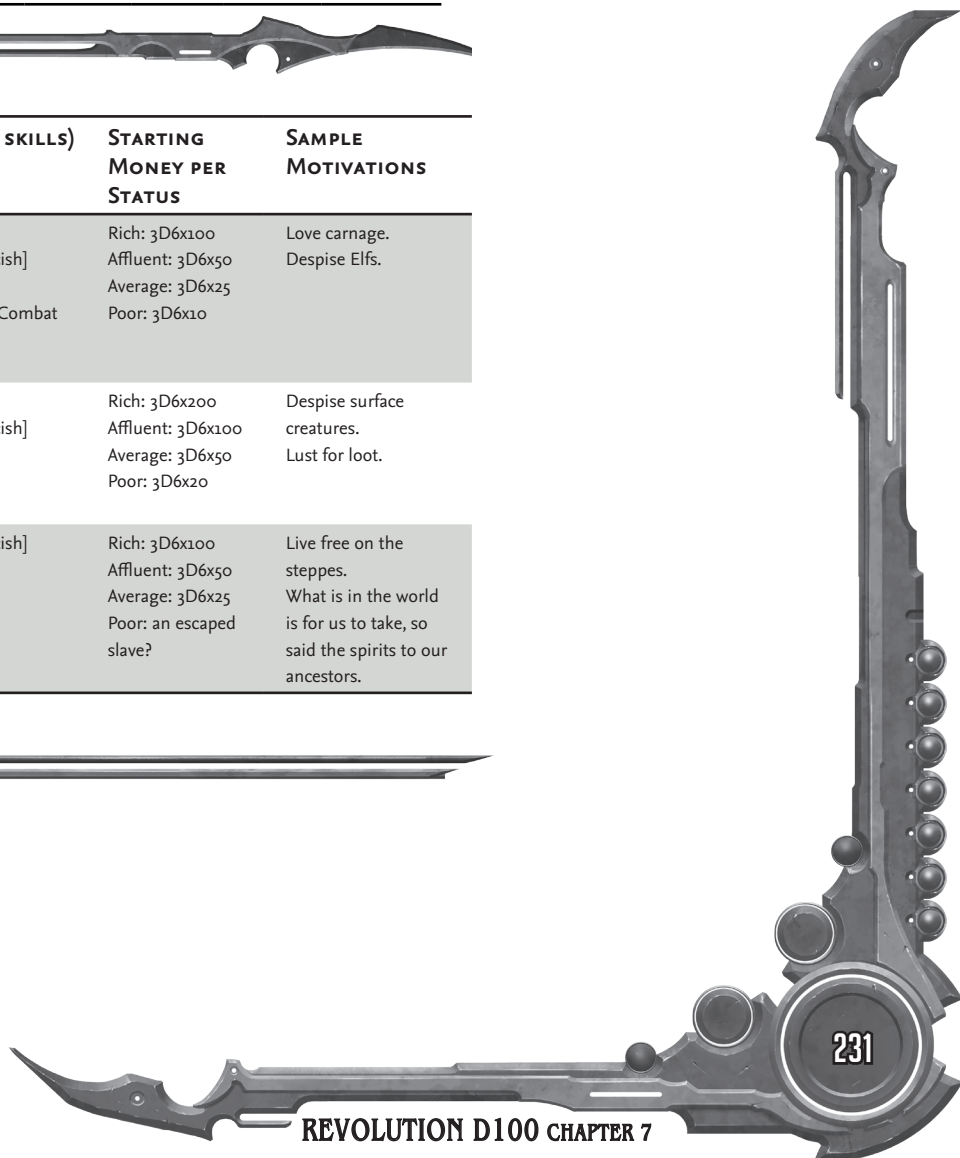 SKILLS)
STARTING
MONEY PER
STATUS
SAMPLE
MOTIVATIONS
ish]
Combat
Rich: 3D6x100
Affluent: 3D6x50
Average: 3D6x25
Poor: 3D6x10
Love carnage.
Despise Elfs.
ish]
Rich: 3D6x200
Affluent: 3D6x100
Average: 3D6x50
Poor: 3D6x20
Despise surface
creatures.
Lust for loot.
ish]
Rich: 3D6x100
Affluent: 3D6x50
Average: 3D6x25
Poor: an escaped
slave?
Live free on the
steppes.
What is in the world
is for us to take, so
said the spirits to our
ancestors.
231
REVOLUTION D100 CHAPTER 7